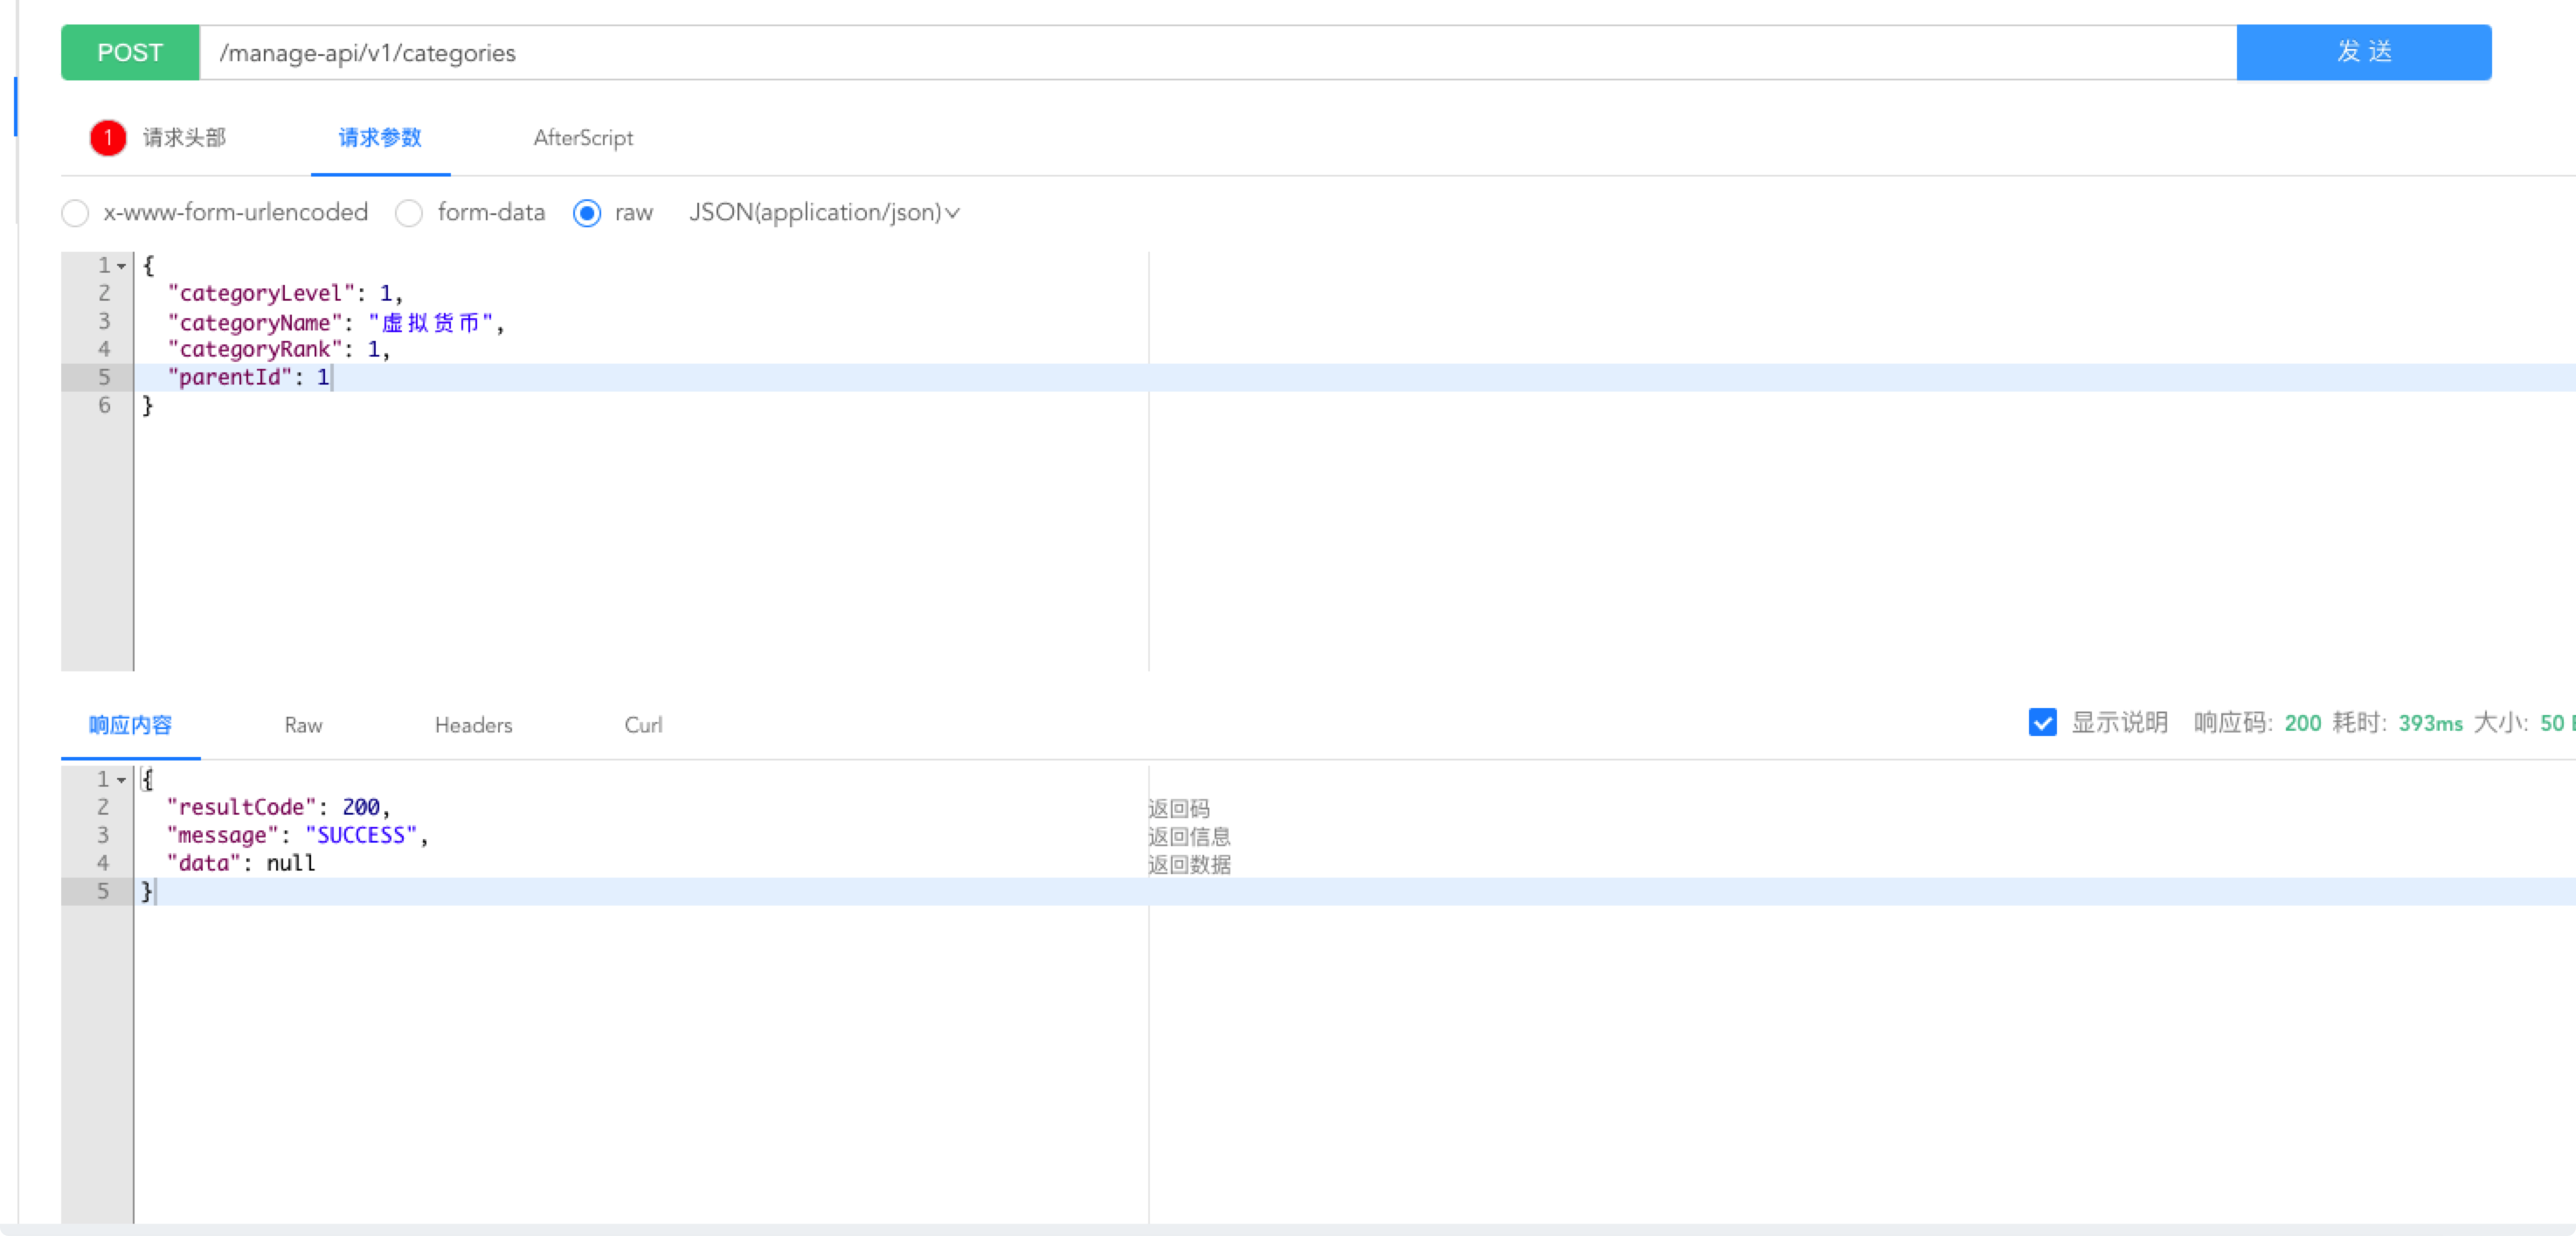 POST /manage-api/v1/categories 发 送
1 请求头部 请求参数 AfterScript
x-www-form-urlencoded form-data raw JSON(application/json)
1 {
2 "categoryLevel": 1,
3 "categoryName": "虚拟货币",
4 "categoryRank": 1,
5 "parentId": 1
6 }
响应内容 Raw Headers Curl 显示说明 响应码: 200 耗时: 393ms 大小: 50
1 {
2 "resultCode": 200, 返回码
3 "message": "SUCCESS", 返回信息
4 "data": null 返回数据
5 }